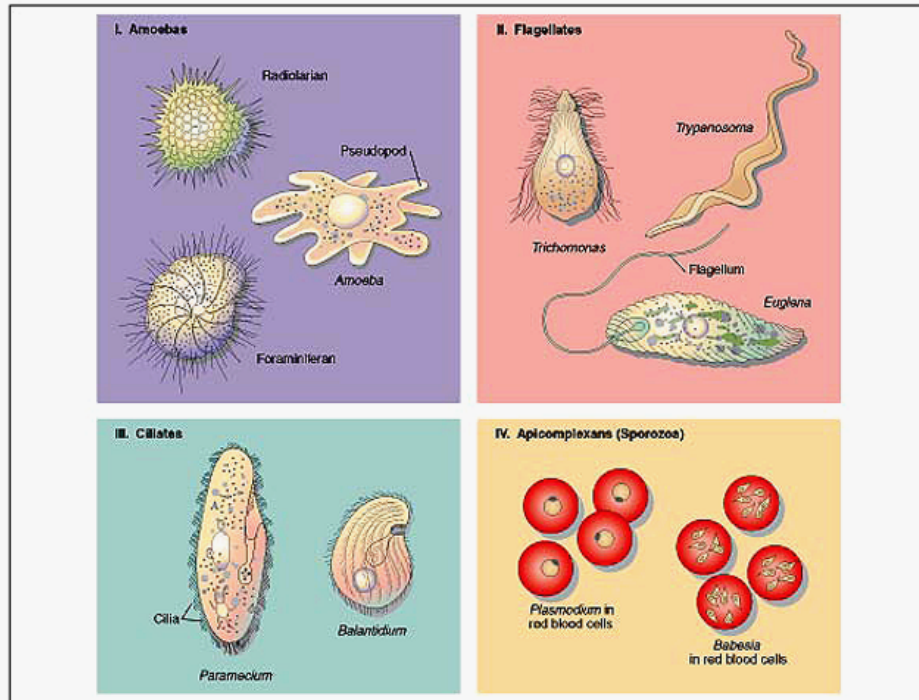 I. Amoebas
Radiolarian
Pseudopod
Amoeba
Foraminiferan
II. Flagellates
Trypanosoma
Trichomonas
Flagellum
Euglena
III. Ciliates
Cilia
Balantidium
Paramecium
IV. Apicomplexans (Sporozoa)
Plasmodium in
red blood cells
Babesia
in red blood cells